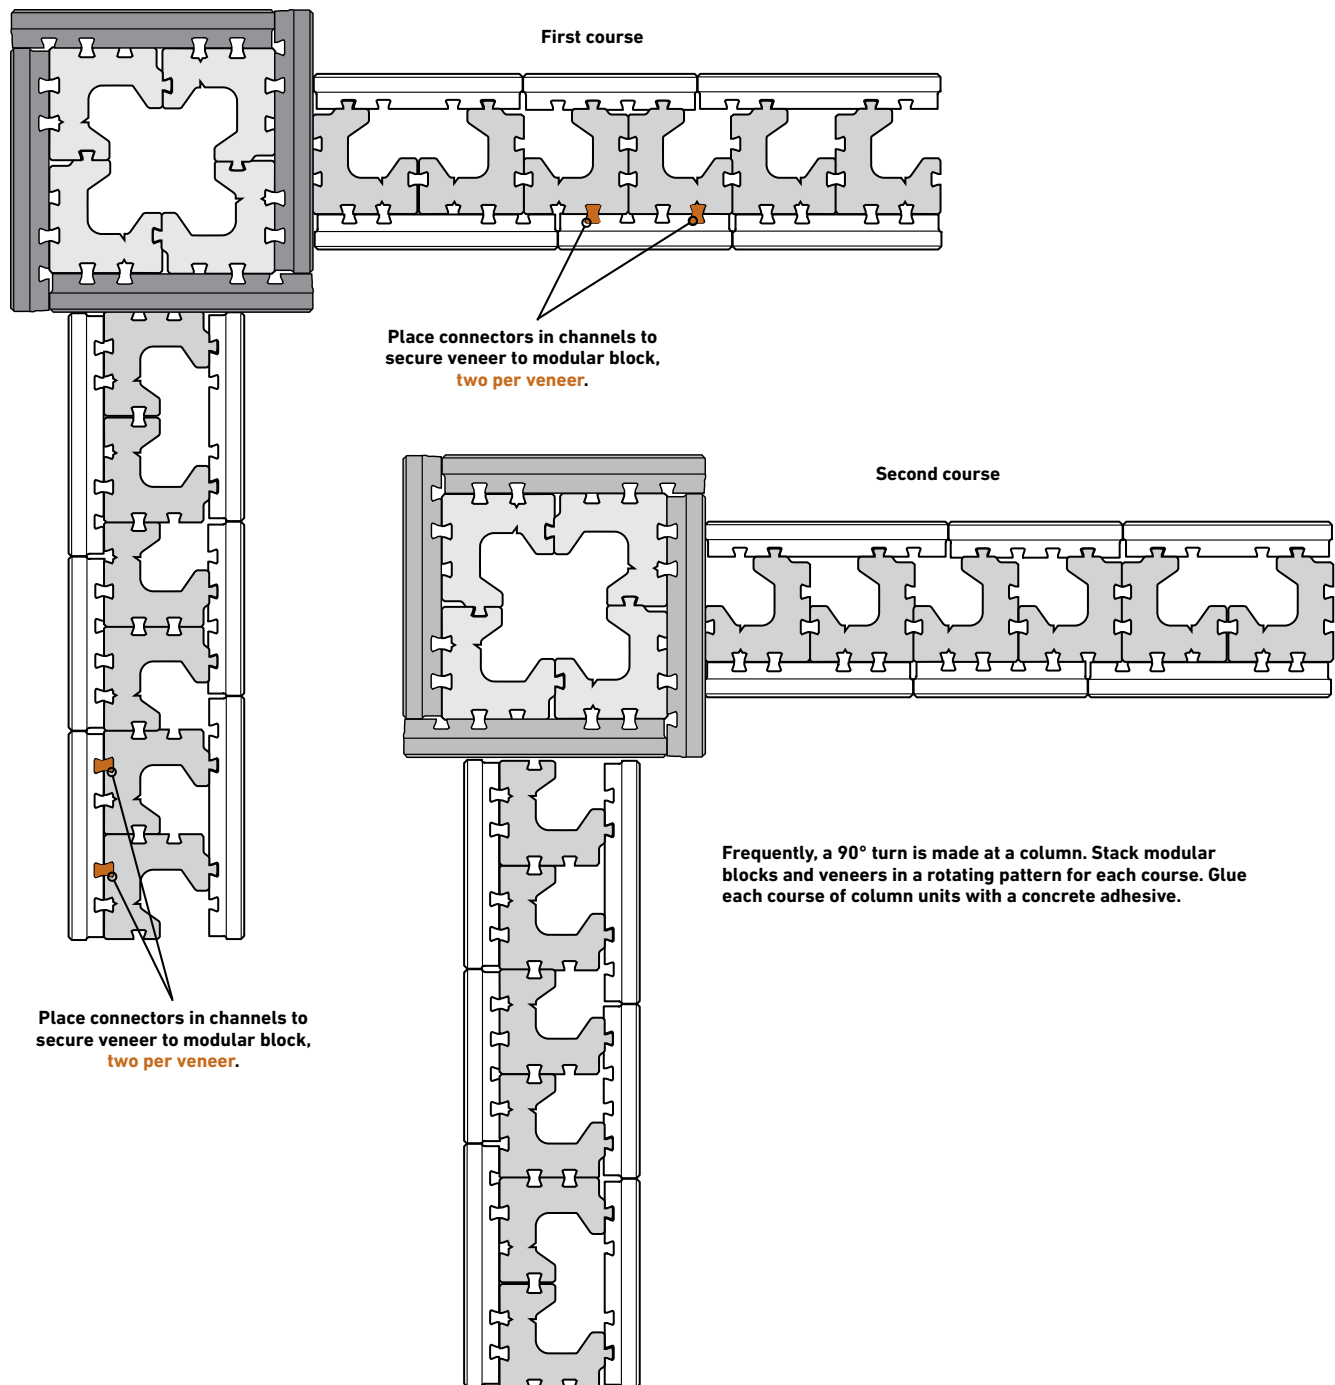 First course
Place connectors in channels to
secure veneer to modular block,
two per veneer.
Second course
Frequently, a 90° turn is made at a column. Stack modular
blocks and veneers in a rotating pattern for each course. Glue
each course of column units with a concrete adhesive.
Place connectors in channels to
secure veneer to modular block,
two per veneer.